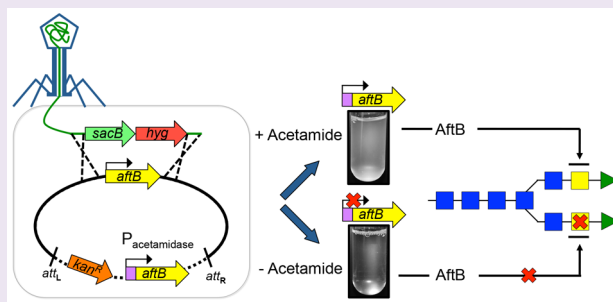 sacB
hyg
aftB
Pacetamidase
attL
kanR
aftB
attR
+ Acetamide
aftB
AftB
aftB
- Acetamide
AftB